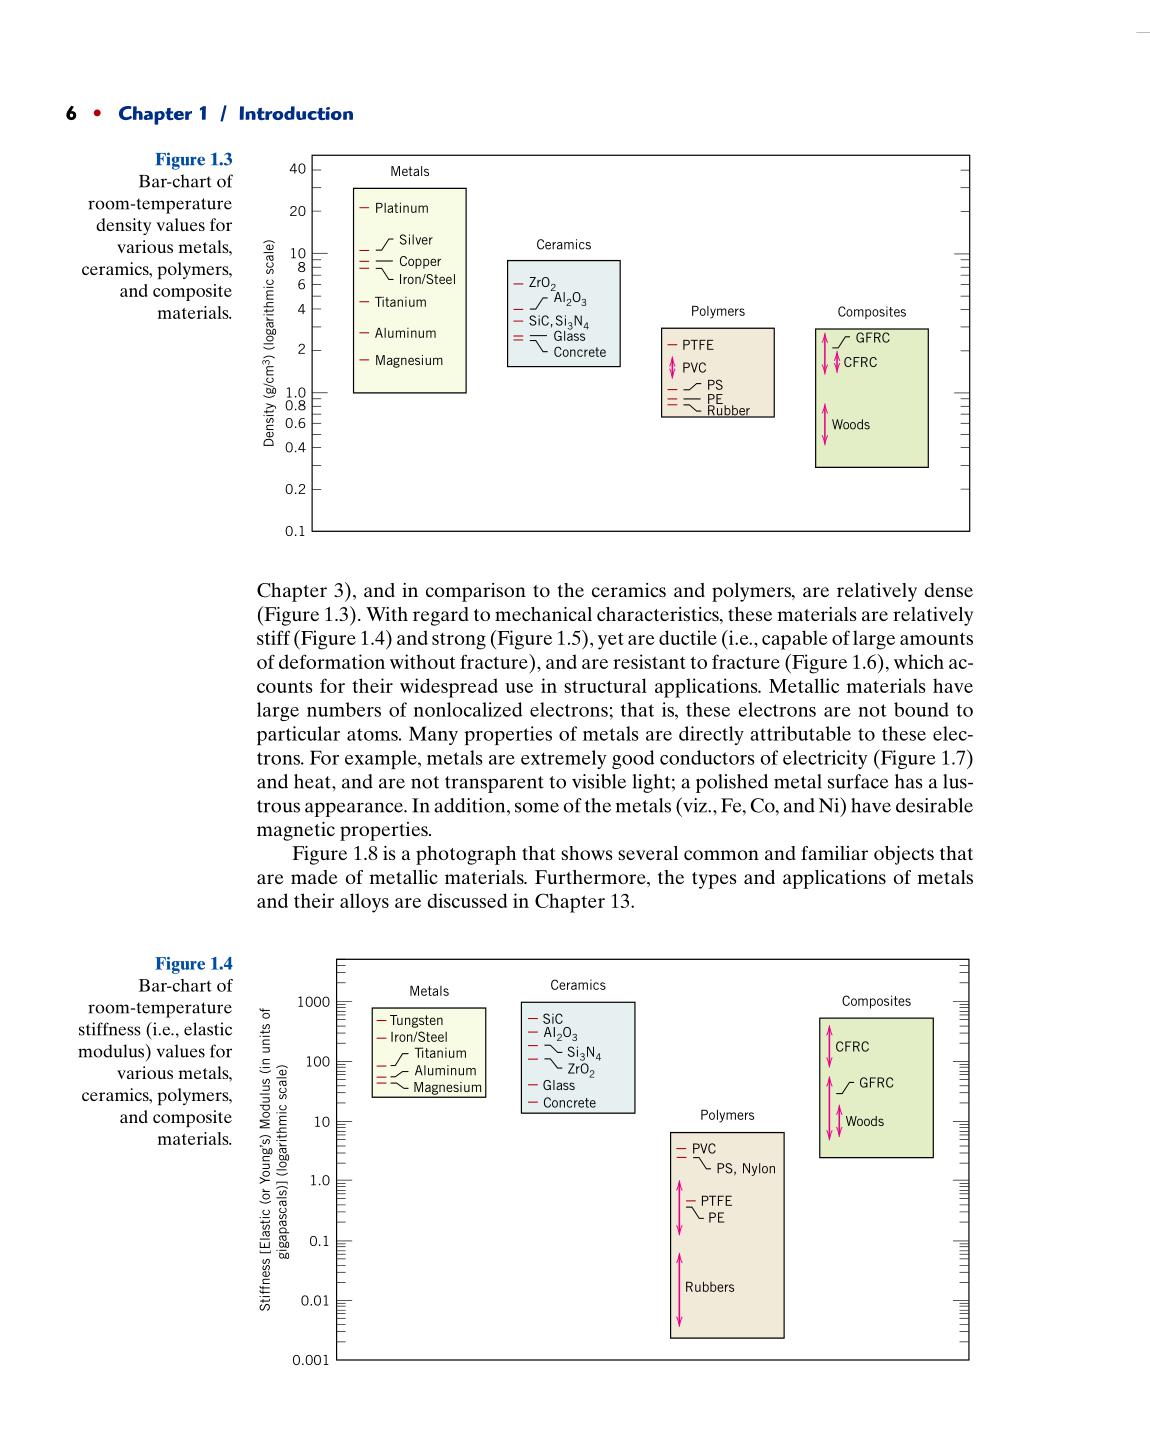 6 • Chapter 1 / Introduction
Figure 1.3
Bar-chart of
room-temperature
density values for
various metals,
ceramics, polymers,
and composite
materials.
Density (g/cm³) (logarithmic scale)
40
20
10
8
6
4
2
1.0
0.8
0.6
0.4
0.2
0.1
Metals
Platinum
Silver
Copper
Iron/Steel
Titanium
Aluminum
Magnesium
Ceramics
ZrO₂
Al₂O₃
SiC, Si₃N₄
Glass
Concrete
Polymers
PTFE
PVC
PS
PE
Rubber
Composites
GFRC
CFRC
Woods
Chapter 3), and in comparison to the ceramics and polymers, are relatively dense
(Figure 1.3). With regard to mechanical characteristics, these materials are relatively
stiff (Figure 1.4) and strong (Figure 1.5), yet are ductile (i.e., capable of large amounts
of deformation without fracture), and are resistant to fracture (Figure 1.6), which ac-
counts for their widespread use in structural applications. Metallic materials have
large numbers of nonlocalized electrons; that is, these electrons are not bound to
particular atoms. Many properties of metals are directly attributable to these elec-
trons. For example, metals are extremely good conductors of electricity (Figure 1.7)
and heat, and are not transparent to visible light; a polished metal surface has a lus-
trous appearance. In addition, some of the metals (viz., Fe, Co, and Ni) have desirable
magnetic properties.
Figure 1.8 is a photograph that shows several common and familiar objects that
are made of metallic materials. Furthermore, the types and applications of metals
and their alloys are discussed in Chapter 13.
Figure 1.4
Bar-chart of
room-temperature
stiffness (i.e., elastic
modulus) values for
various metals,
ceramics, polymers,
and composite
materials.
Stiffness [Elastic (or Young's) Modulus (in units of
gigapascals)] (logarithmic scale)
1000
100
10
1.0
0.1
0.01
0.001
Metals
Tungsten
Iron/Steel
Titanium
Aluminum
Magnesium
Ceramics
SiC
Al₂O₃
Si₃N₄
ZrO₂
Glass
Concrete
Polymers
PVC
PS, Nylon
PTFE
PE
Rubbers
Composites
CFRC
GFRC
Woods